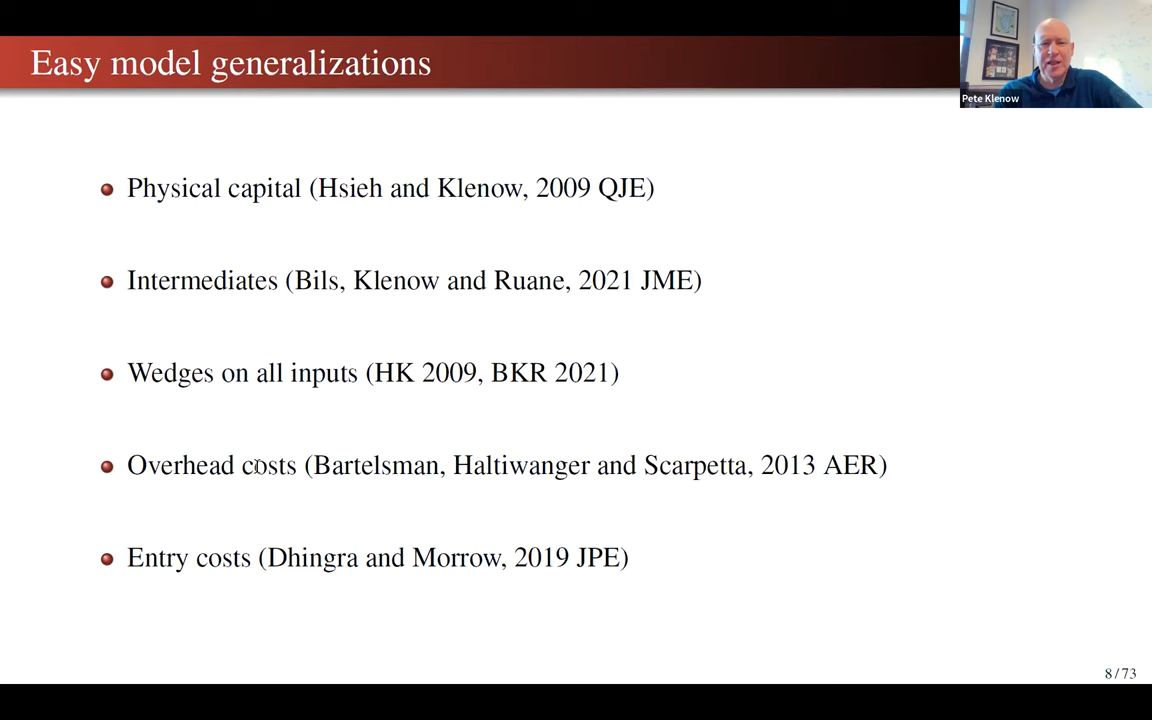 Easy model generalizations
Pete Klenow
Physical capital (Hsieh and Klenow, 2009 QJE)
Intermediates (Bils, Klenow and Ruane, 2021 JME)
Wedges on all inputs (HK 2009, BKR 2021)
Overhead costs (Bartelsman, Haltiwanger and Scarpetta, 2013 AER)
Entry costs (Dhingra and Morrow, 2019 JPE)
8 / 73